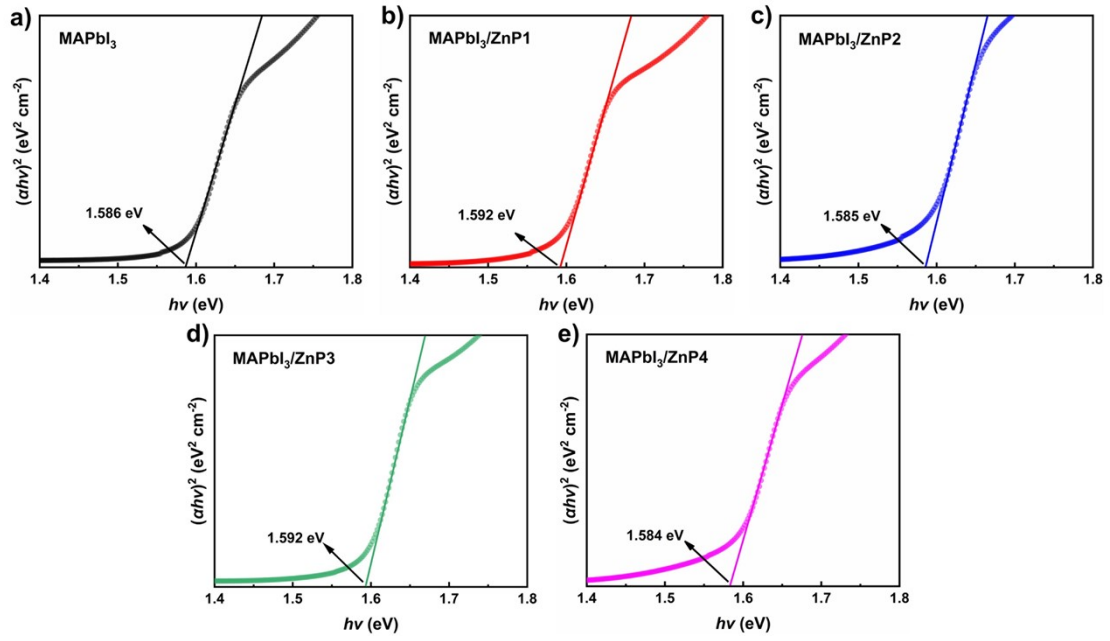 a)
MAPbI₃
(αhν)² (eV² cm⁻²)
1.586 eV
1.4 1.5 1.6 1.7 1.8
hν (eV)
b)
MAPbI₃/ZnP1
(αhν)² (eV² cm⁻²)
1.592 eV
1.4 1.5 1.6 1.7 1.8
hν (eV)
c)
MAPbI₃/ZnP2
(αhν)² (eV² cm⁻²)
1.585 eV
1.4 1.5 1.6 1.7 1.8
hν (eV)
d)
MAPbI₃/ZnP3
(αhν)² (eV² cm⁻²)
1.592 eV
1.4 1.5 1.6 1.7 1.8
hν (eV)
e)
MAPbI₃/ZnP4
(αhν)² (eV² cm⁻²)
1.584 eV
1.4 1.5 1.6 1.7 1.8
hν (eV)